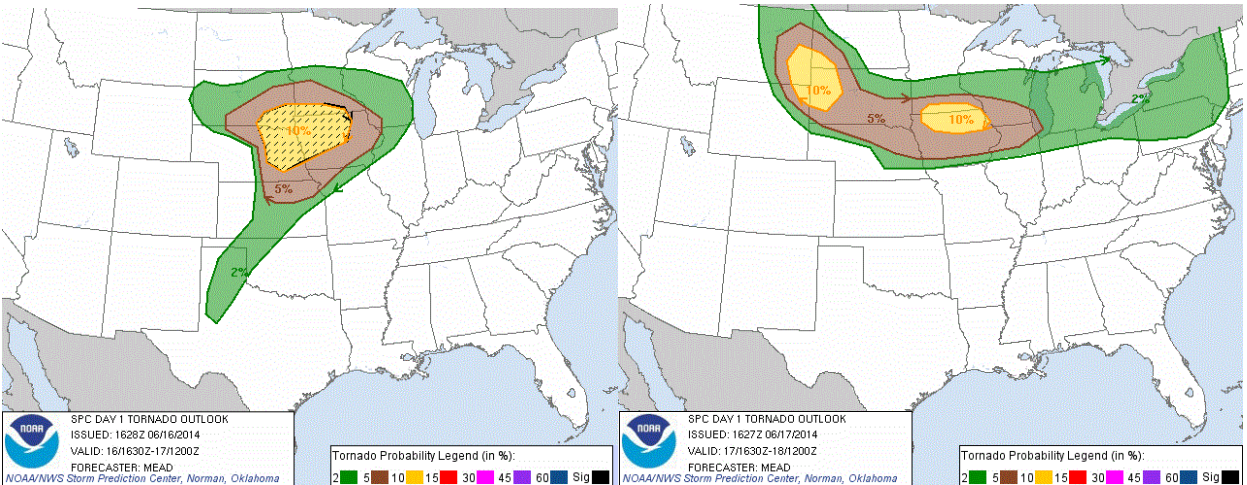 10%
5%
2%
NOAA
SPC DAY 1 TORNADO OUTLOOK
ISSUED: 1628Z 06/16/2014
VALID: 16/1630Z-17/1200Z
FORECASTER: MEAD
NOAA/NWS Storm Prediction Center, Norman, Oklahoma
Tornado Probability Legend (in %):
2 5 10 15 30 45 60 Sig
10%
5%
10%
2%
NOAA
SPC DAY 1 TORNADO OUTLOOK
ISSUED: 1627Z 06/17/2014
VALID: 17/1630Z-18/1200Z
FORECASTER: MEAD
NOAA/NWS Storm Prediction Center, Norman, Oklahoma
Tornado Probability Legend (in %):
2 5 10 15 30 45 60 Sig